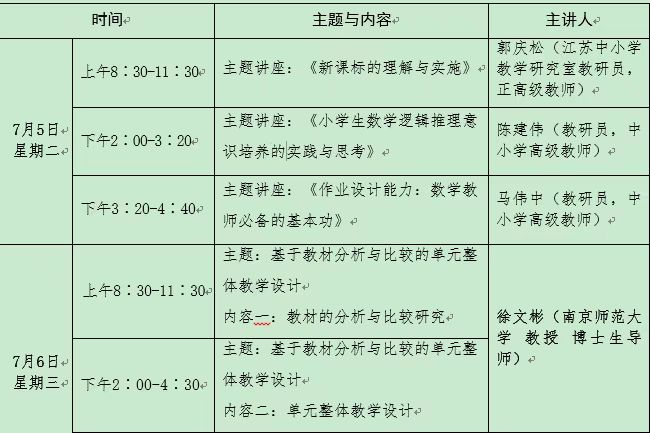 时间 主题与内容 主讲人
7月5日
星期二
上午8：30-11：30
主题讲座：《新课标的理解与实施》
郭庆松（江苏中小学
教学研究室教研员，
正高级教师）
下午2：00-3：20
主题讲座：《小学生数学逻辑推理意
识培养的实践与思考》
陈建伟（教研员，中
小学高级教师）
下午3：20-4：40
主题讲座：《作业设计能力：数学教
师必备的基本功》
马伟中（教研员，中
小学高级教师）
7月6日
星期三
上午8：30-11：30
主题：基于教材分析与比较的单元整
体教学设计
内容一：教材的分析与比较研究
徐文彬（南京师范大
学 教授 博士生导
师）
下午2：00-4：30
主题：基于教材分析与比较的单元整
体教学设计
内容二：单元整体教学设计